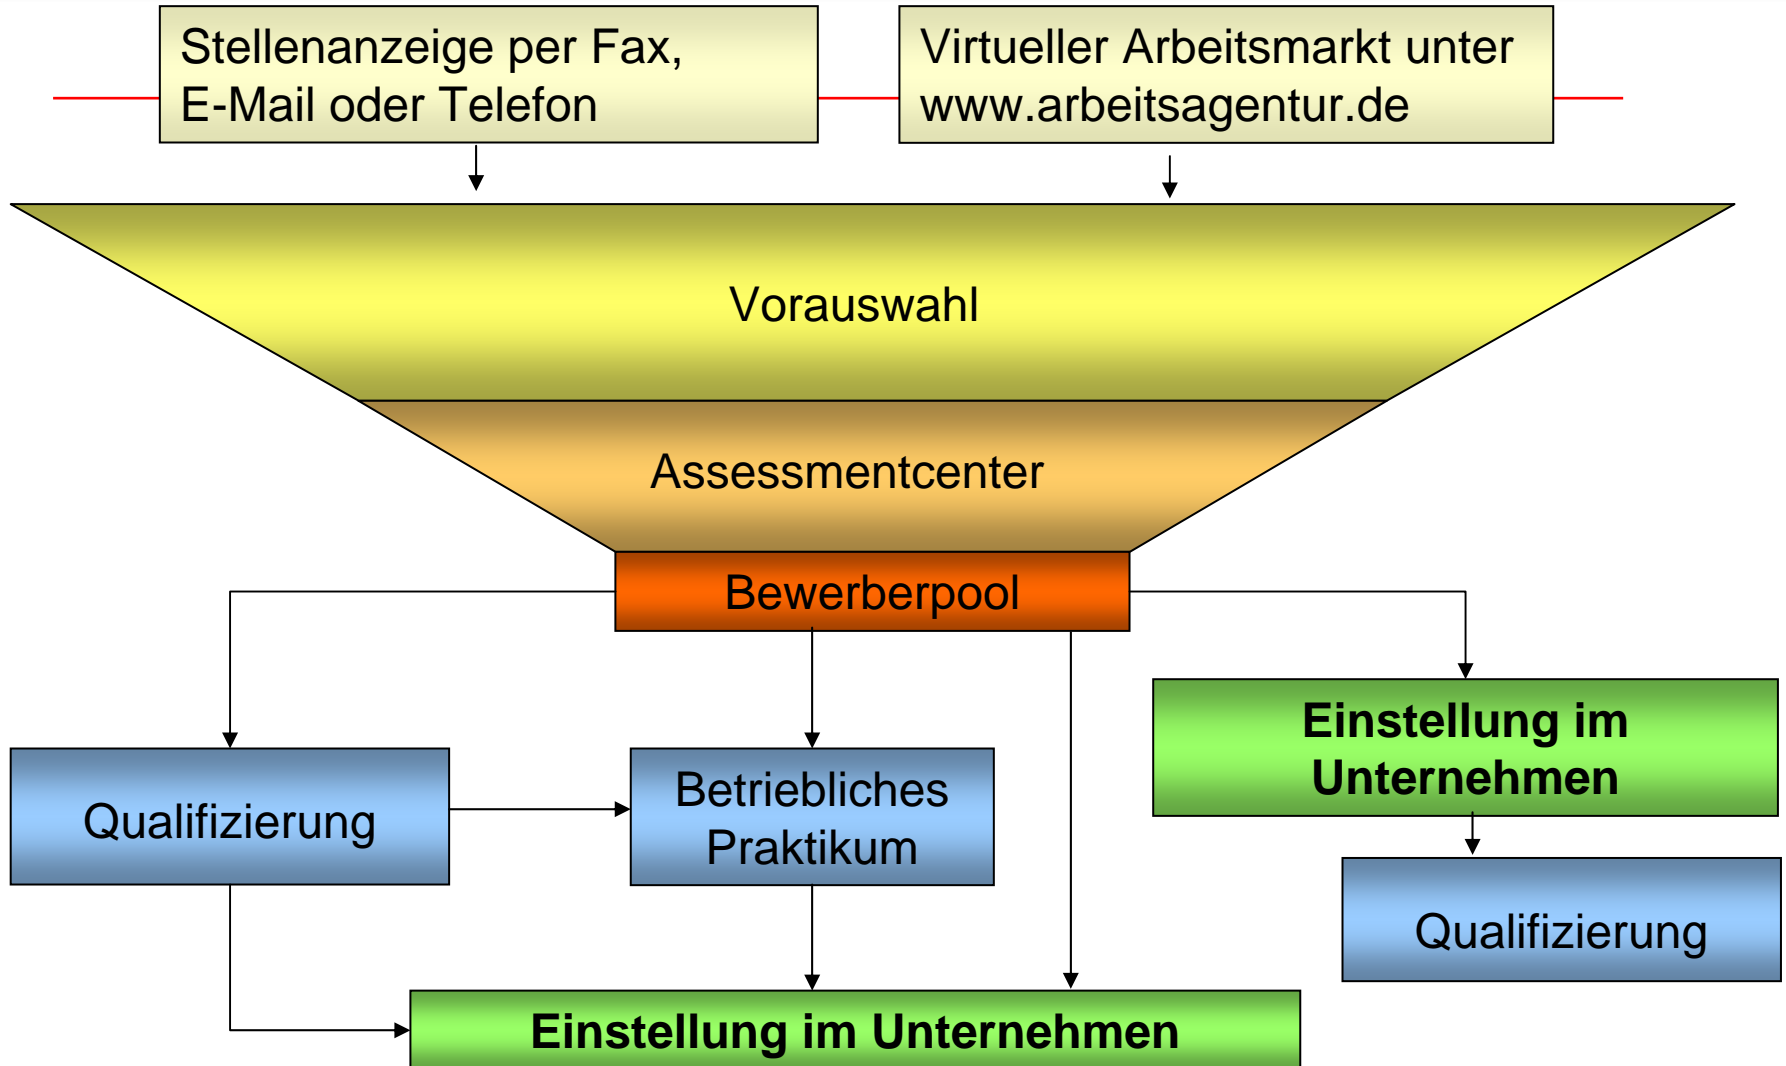 Stellenanzeige per Fax,
E-Mail oder Telefon
Virtueller Arbeitsmarkt unter
www.arbeitsagentur.de
Vorauswahl
Assessmentcenter
Bewerberpool
Einstellung im
Unternehmen
Qualifizierung
Betriebliches
Praktikum
Qualifizierung
Einstellung im Unternehmen